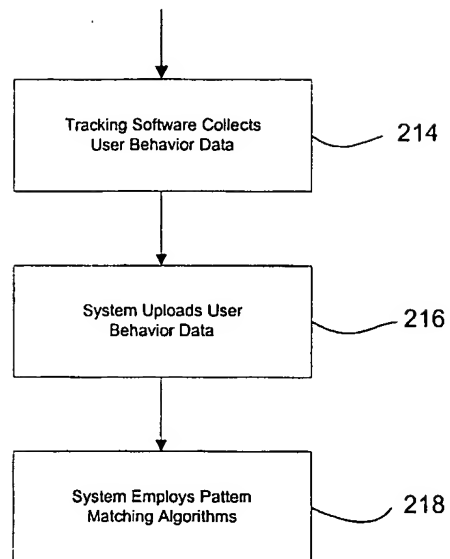 Tracking Software Collects
User Behavior Data
214
System Uploads User
Behavior Data
216
System Employs Pattern
Matching Algorithms
218